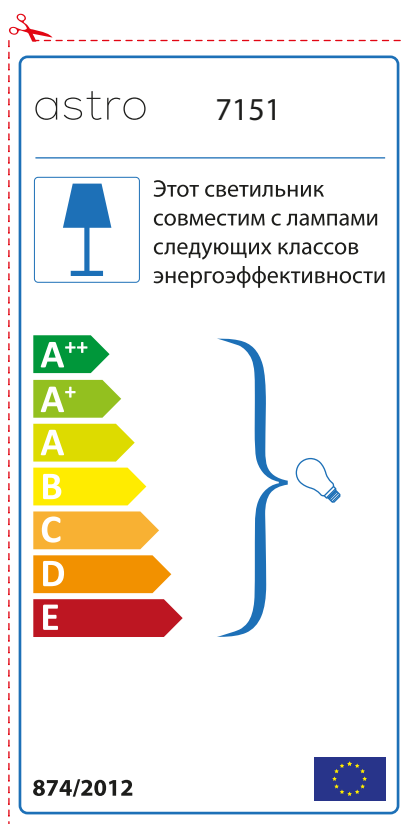 astro 7151
Этот светильник
совместим с лампами
следующих классов
энергоэффективности
A++
A+
A
B
C
D
E
874/2012